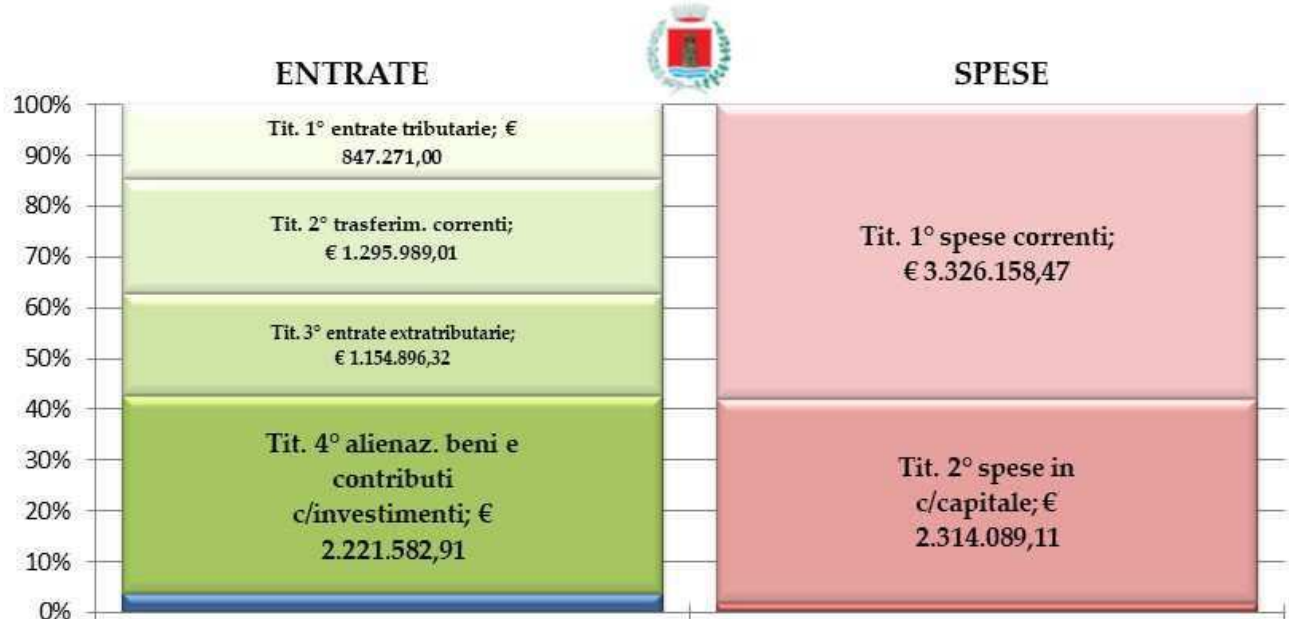 ENTRATE
SPESE
100%
90%
80%
70%
60%
50%
40%
30%
20%
10%
0%
Tit. 1° entrate tributarie; €
847.271,00
Tit. 2° trasferim. correnti;
€ 1.295.989,01
Tit. 3° entrate extratributarie;
€ 1.154.896,32
Tit. 4° alienaz. beni e
contributi
c/investimenti; €
2.221.582,91
Tit. 1° spese correnti;
€ 3.326.158,47
Tit. 2° spese in
c/capitale; €
2.314.089,11